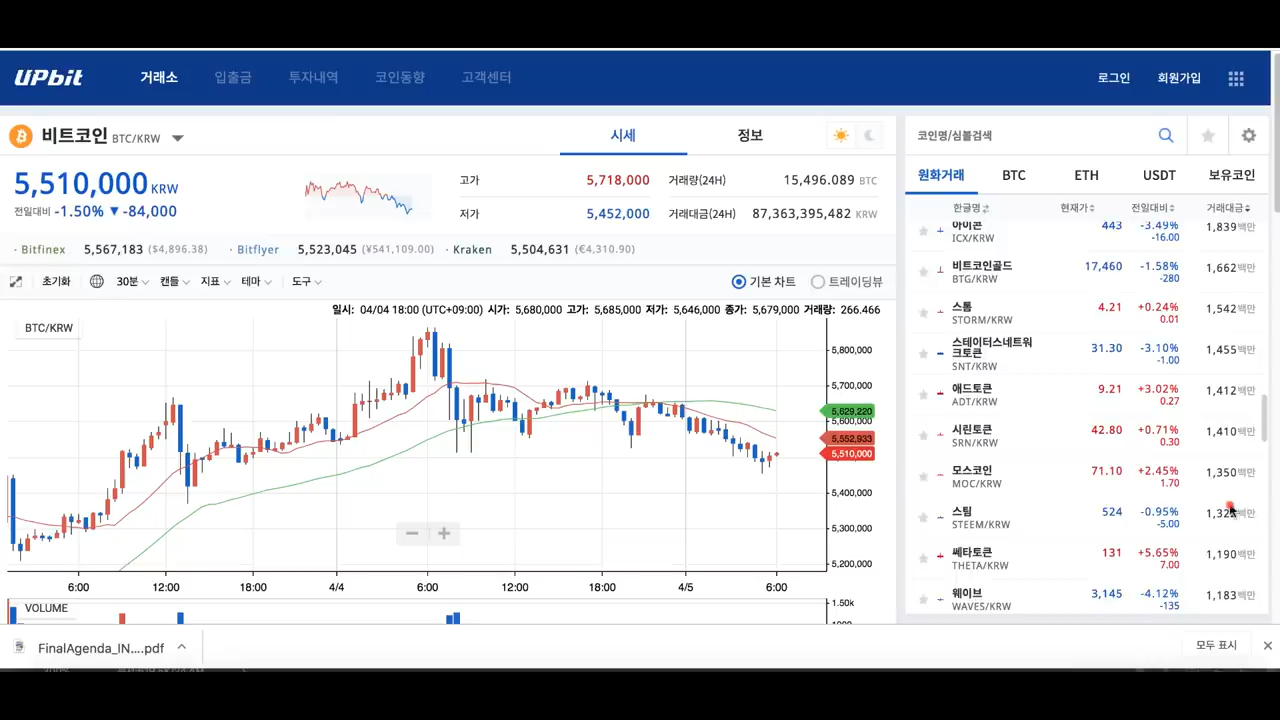 UPbit 거래소 입출금 투자내역 코인동향 고객센터 로그인 회원가입
비트코인 BTC/KRW 시세 정보
5,510,000 KRW
전일대비 -1.50% ▼ -84,000
고가 5,718,000 거래량(24H) 15,496.089 BTC
저가 5,452,000 거래대금(24H) 87,363,395,482 KRW
· Bitfinex 5,567,183 ($4,896.38) · Bitflyer 5,523,045 (¥541,109.00) · Kraken 5,504,631 (€4,310.90)
초기화 30분 캔들 지표 테마 도구 기본 차트 트레이딩뷰
일시: 04/04 18:00 (UTC+09:00) 시가: 5,680,000 고가: 5,685,000 저가: 5,646,000 종가: 5,679,000 거래량: 266.466
BTC/KRW
5,800,000
5,700,000
5,629,220
5,600,000
5,552,933
5,510,000
5,400,000
5,300,000
5,200,000
6:00 12:00 18:00 4/4 6:00 12:00 18:00 4/5 6:00
VOLUME
1.50k
코인명/심볼검색
원화거래 BTC ETH USDT 보유코인
한글명 현재가 전일대비 거래대금
아이콘 443 -3.49% 1,839백만
ICX/KRW -16.00
비트코인골드 17,460 -1.58% 1,662백만
BTG/KRW -280
스톰 4.21 +0.24% 1,542백만
STORM/KRW 0.01
스테이터스네트워
크토큰 31.30 -3.10% 1,455백만
SNT/KRW -1.00
애드토큰 9.21 +3.02% 1,412백만
ADT/KRW 0.27
시린토큰 42.80 +0.71% 1,410백만
SRN/KRW 0.30
모스코인 71.10 +2.45% 1,350백만
MOC/KRW 1.70
스팀 524 -0.95% 백만
STEEM/KRW -5.00
쎄타토큰 131 +5.65% 1,190백만
THETA/KRW 7.00
웨이브 3,145 -4.12% 1,183백만
WAVES/KRW -135
FinalAgenda_IN....pdf 모두 표시